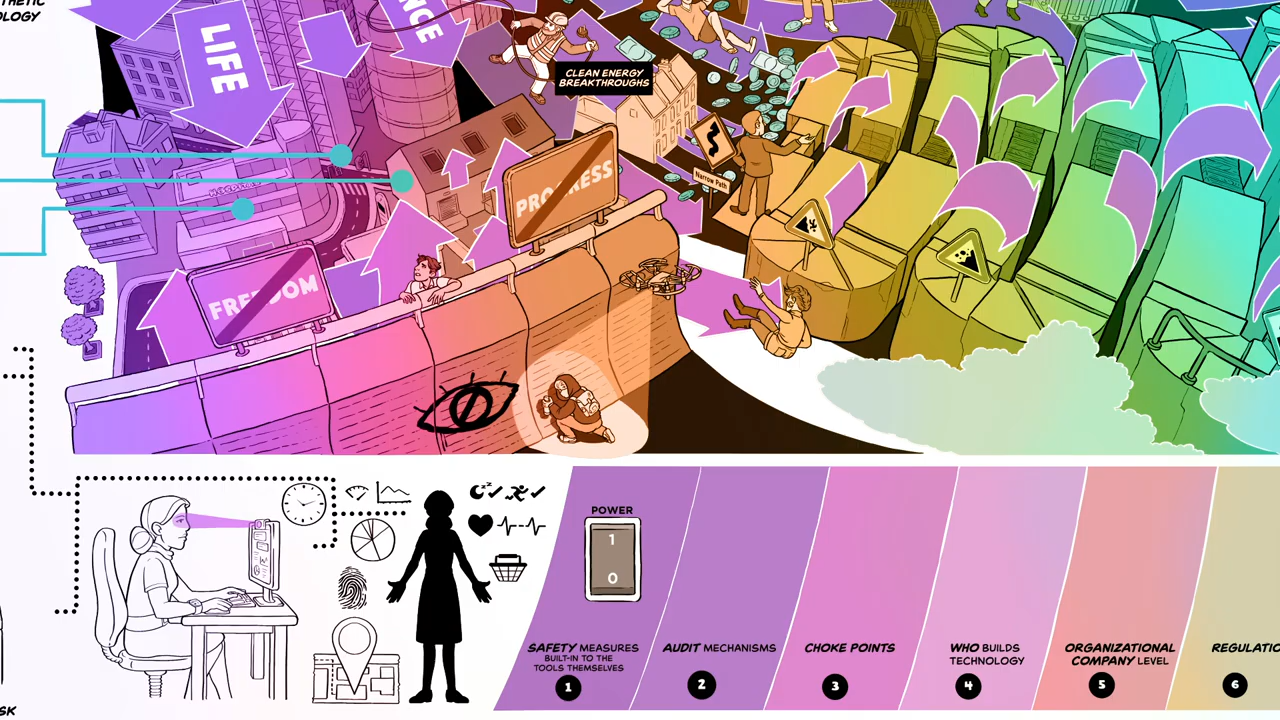 THETIC
OLOGY
LIFE
NCE
CLEAN ENERGY
BREAKTHROUGHS
Narrow Path
PROGRESS
FREEDOM
POWER
1
0
SAFETY MEASURES
BUILT-IN TO THE
TOOLS THEMSELVES
1
AUDIT MECHANISMS
2
CHOKE POINTS
3
WHO BUILDS
TECHNOLOGY
4
ORGANIZATIONAL
COMPANY LEVEL
5
REGULATIO
6
SK